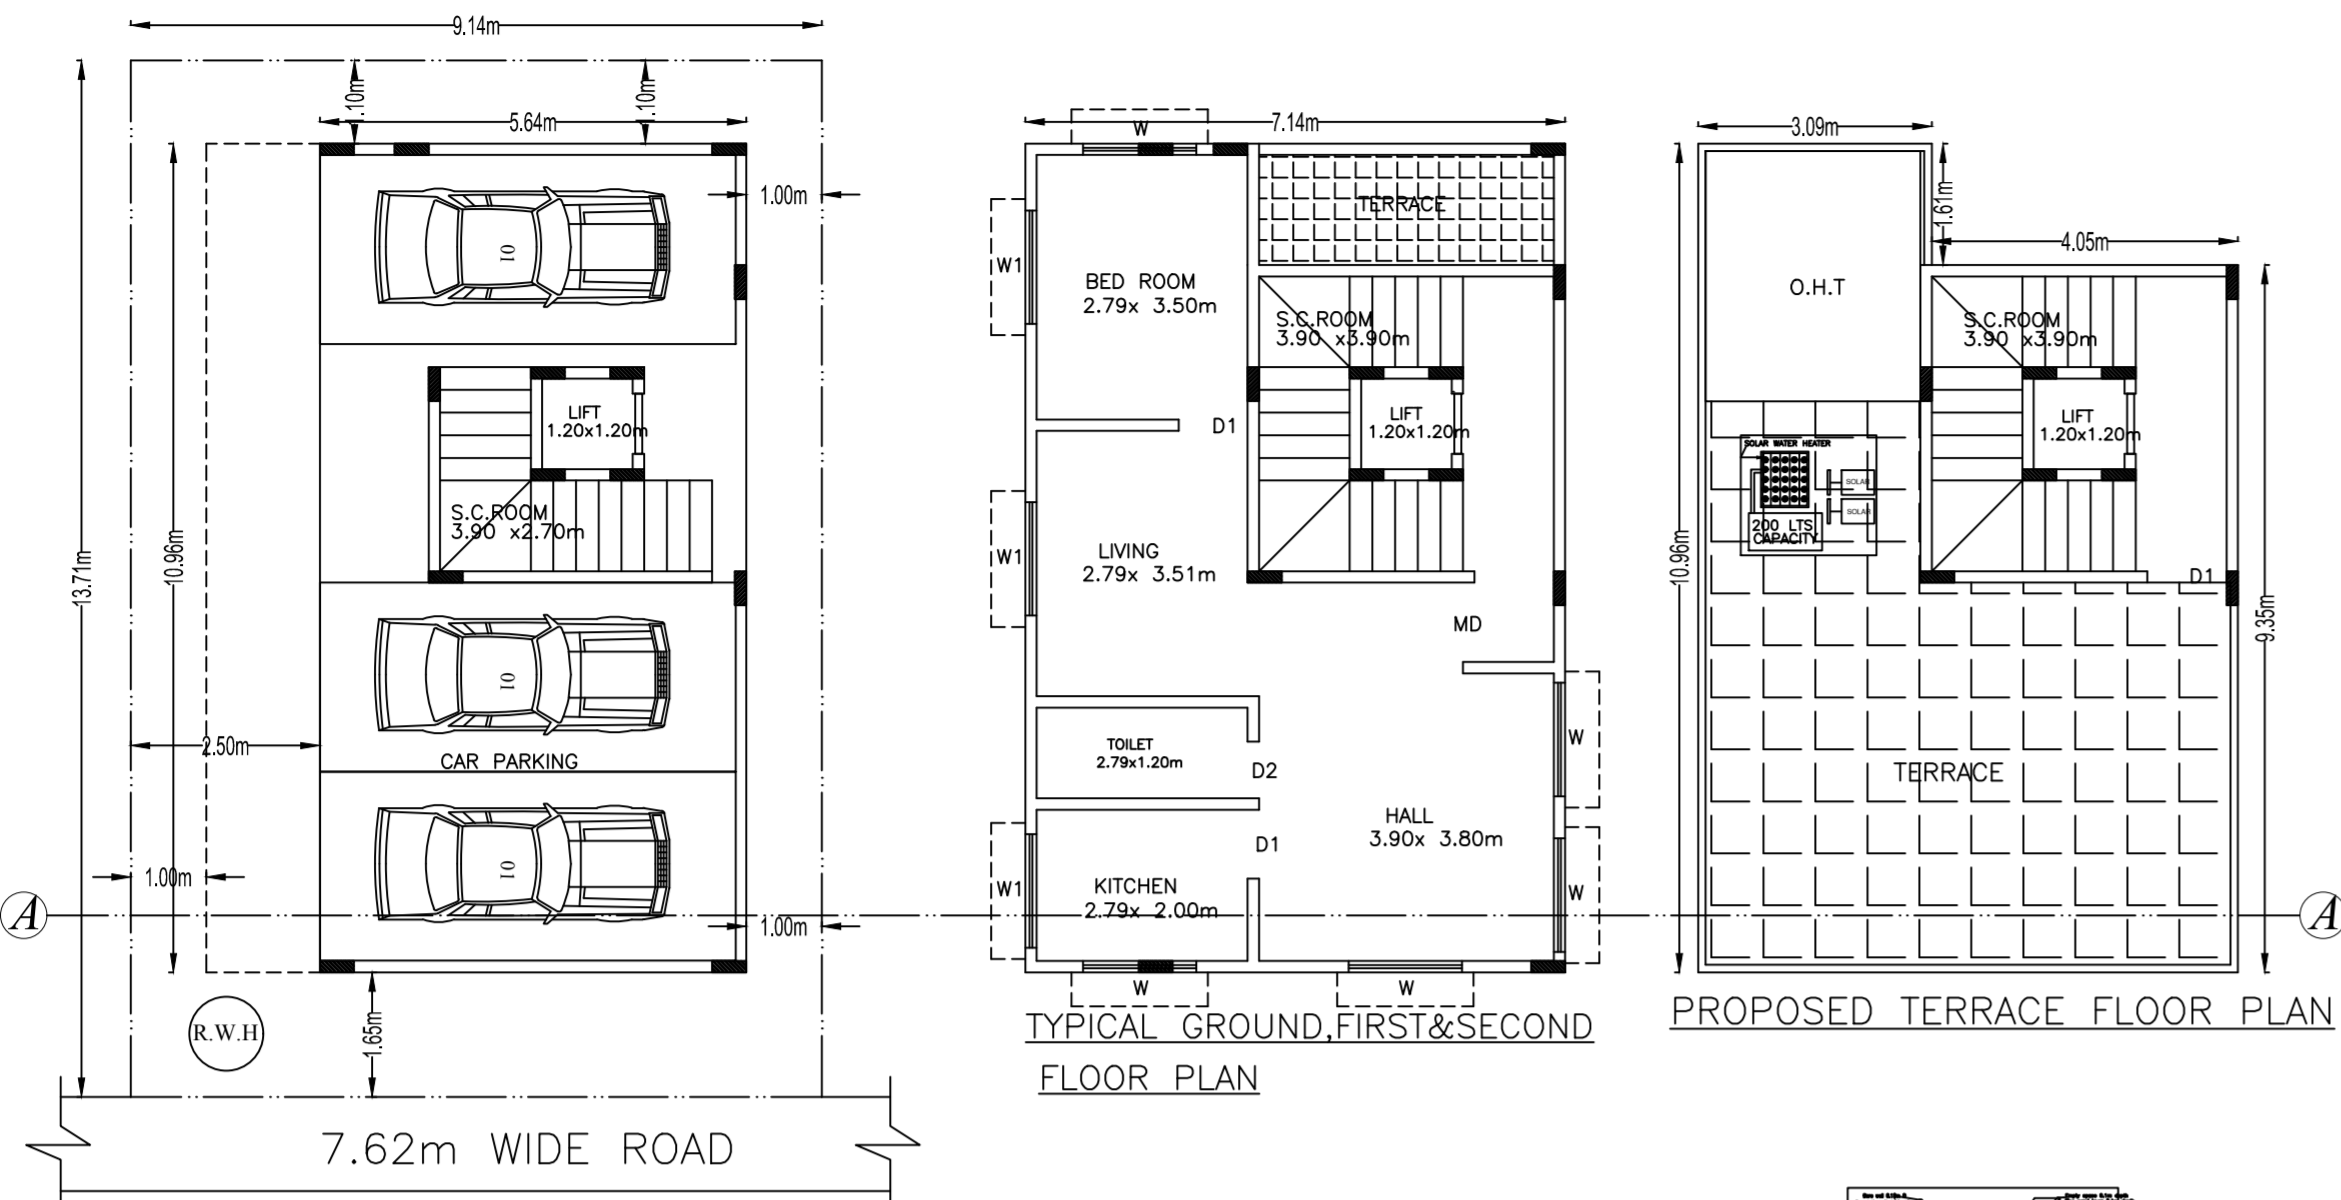 9.14m
.10m
.10m
5.64m
1.00m
01
13.71m
10.96m
LIFT
1.20x1.20m
S.C.ROOM
3.90 x2.70m
01
2.50m
CAR PARKING
01
1.00m
1.00m
A
R.W.H
1.65m
7.62m WIDE ROAD
7.14m
W
TERRACE
W1
BED ROOM
2.79x 3.50m
S.C.ROOM
3.90 x3.90m
LIFT
1.20x1.20m
D1
W1
LIVING
2.79x 3.51m
MD
TOILET
2.79x1.20m
D2
W
HALL
3.90x 3.80m
D1
W1
KITCHEN
2.79x 2.00m
W
W
W
TYPICAL GROUND,FIRST&SECOND
FLOOR PLAN
3.09m
1.61m
4.05m
O.H.T
S.C.ROOM
3.90 x3.90m
LIFT
1.20x1.20m
SOLAR WATER HEATER
SOLAR
SOLAR
200 LTS
CAPACITY
10.96m
D1
9.35m
TERRACE
A
PROPOSED TERRACE FLOOR PLAN